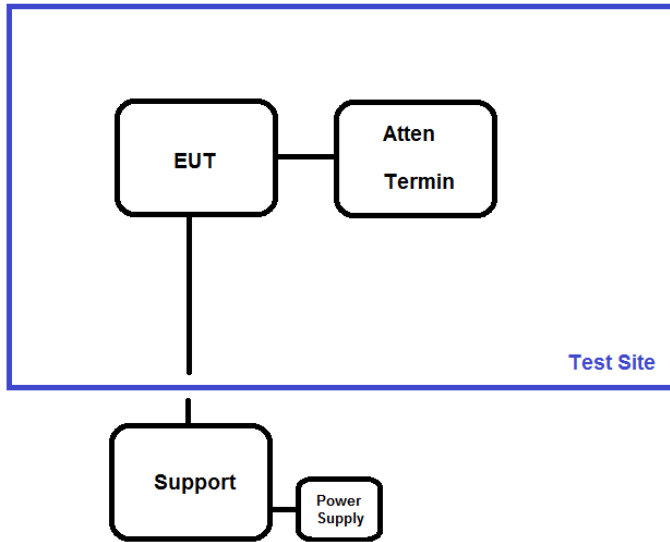 EUT
Atten
Termin
Test Site
Support
Power
Supply